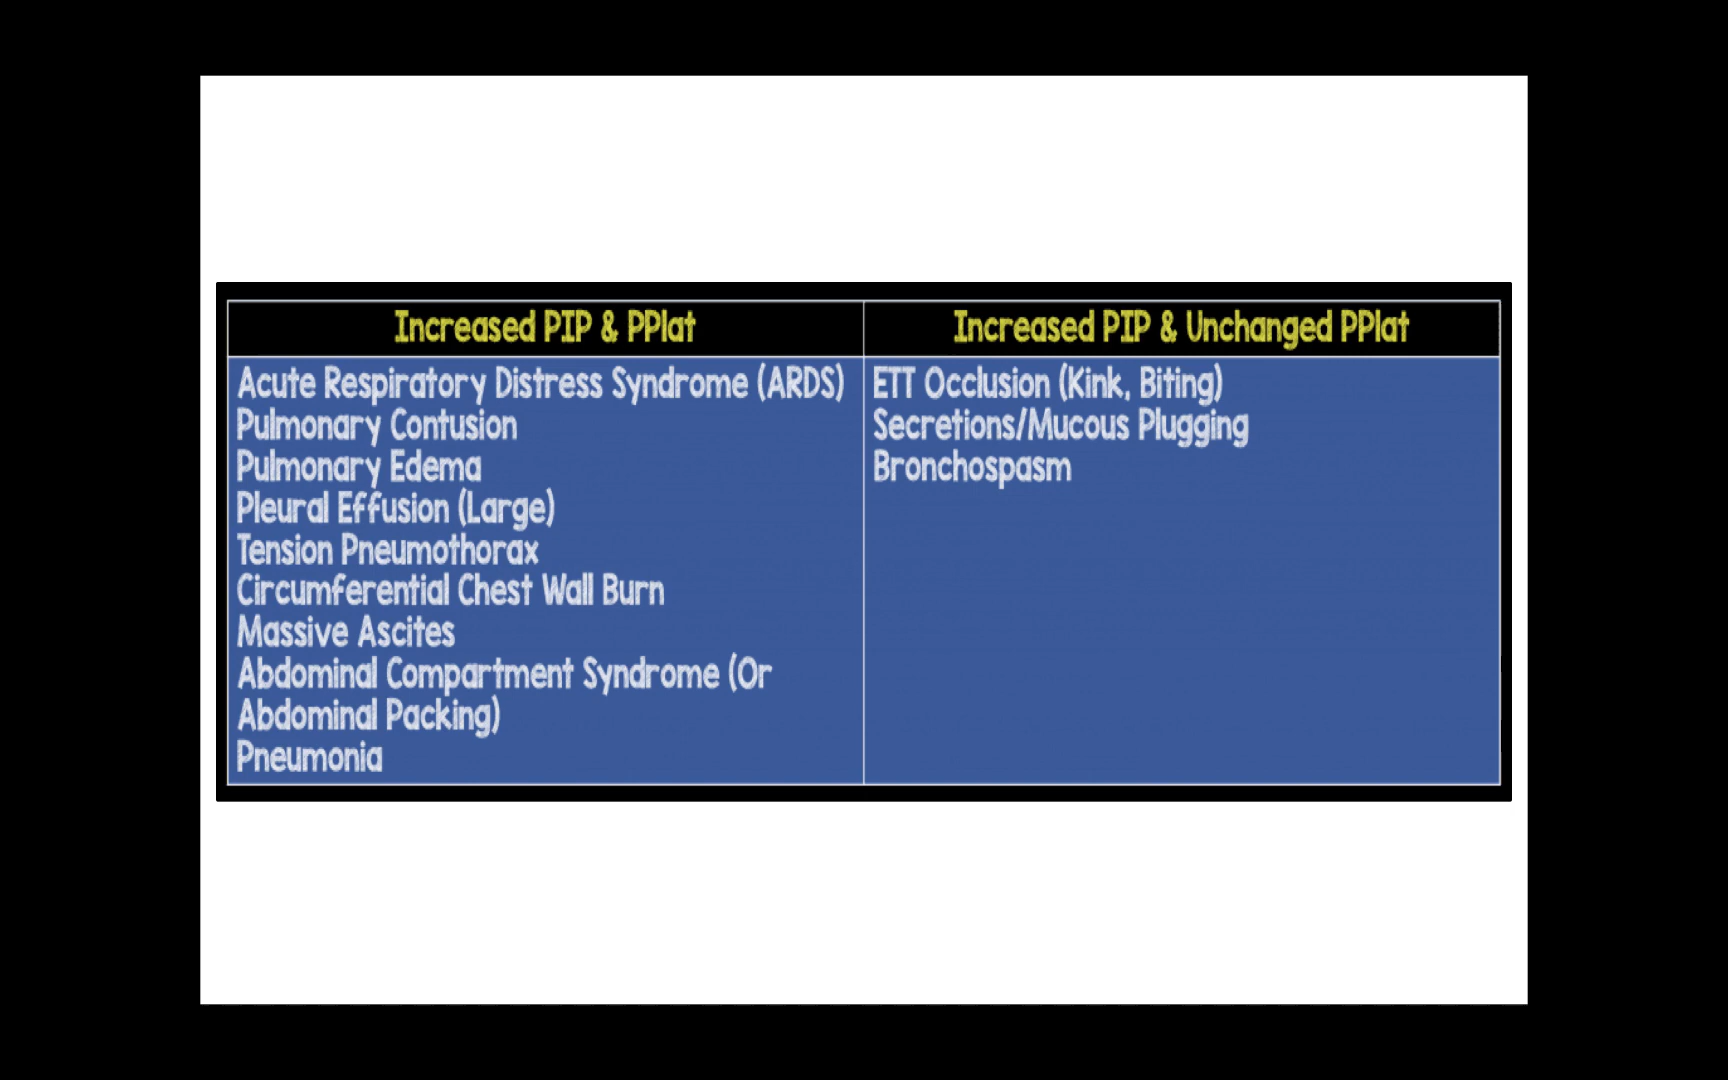 Increased PIP & PPlat
Increased PIP & Unchanged PPlat
Acute Respiratory Distress Syndrome (ARDS)
Pulmonary Contusion
Pulmonary Edema
Pleural Effusion (Large)
Tension Pneumothorax
Circumferential Chest Wall Burn
Massive Ascites
Abdominal Compartment Syndrome (Or
Abdominal Packing)
Pneumonia
ETT Occlusion (Kink, Biting)
Secretions/Mucous Plugging
Bronchospasm